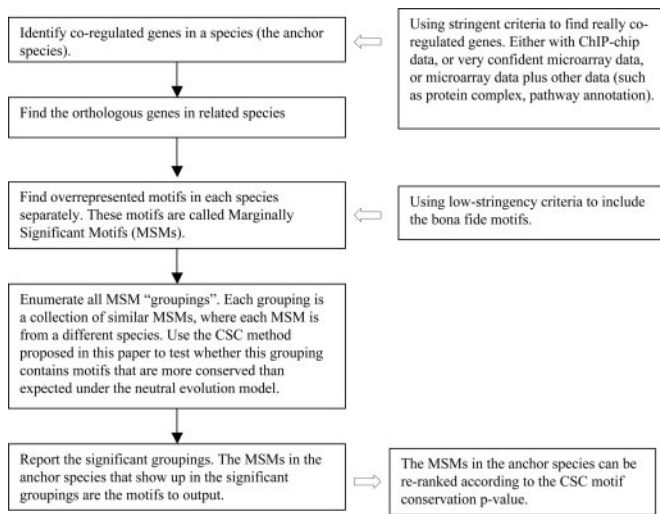 Identify co-regulated genes in a species (the anchor
species).
Using stringent criteria to find really co-
regulated genes. Either with ChIP-chip
data, or very confident microarray data,
or microarray data plus other data (such
as protein complex, pathway annotation).
Find the orthologous genes in related species
Find overrepresented motifs in each species
separately. These motifs are called Marginally
Significant Motifs (MSMs).
Using low-stringency criteria to include
the bona fide motifs.
Enumerate all MSM “groupings”. Each grouping is
a collection of similar MSMs, where each MSM is
from a different species. Use the CSC method
proposed in this paper to test whether this grouping
contains motifs that are more conserved than
expected under the neutral evolution model.
Report the significant groupings. The MSMs in the
anchor species that show up in the significant
groupings are the motifs to output.
The MSMs in the anchor species can be
re-ranked according to the CSC motif
conservation p-value.